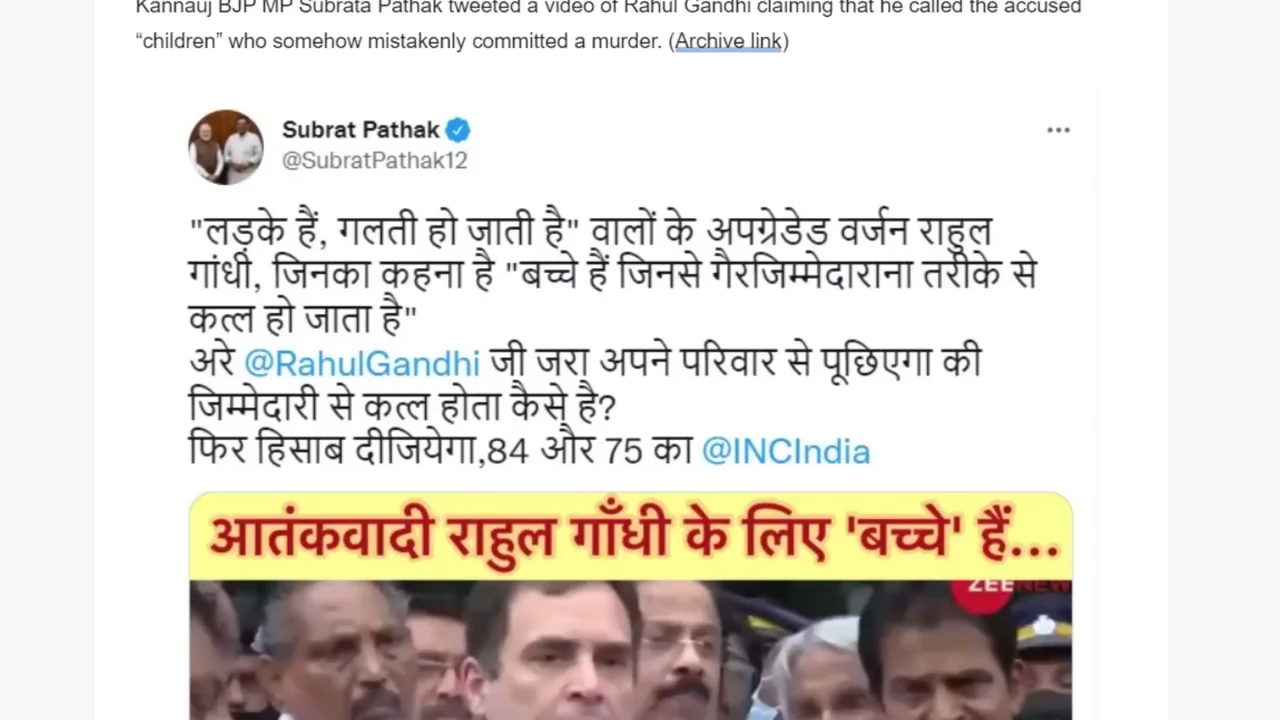 Kannauj BJP MP Subrata Pathak tweeted a video of Rahul Gandhi claiming that he called the accused
“children” who somehow mistakenly committed a murder. (Archive link)
Subrat Pathak
@SubratPathak12
"लड़के हैं, गलती हो जाती है" वालों के अपग्रेडेड वर्जन राहुल
गांधी, जिनका कहना है "बच्चे हैं जिनसे गैरजिम्मेदाराना तरीके से
कत्ल हो जाता है"
अरे @RahulGandhi जी जरा अपने परिवार से पूछिएगा की
जिम्मेदारी से कत्ल होता कैसे है?
फिर हिसाब दीजियेगा,84 और 75 का @INCIndia
आतंकवादी राहुल गाँधी के लिए 'बच्चे' हैं...
ZEE NEWS